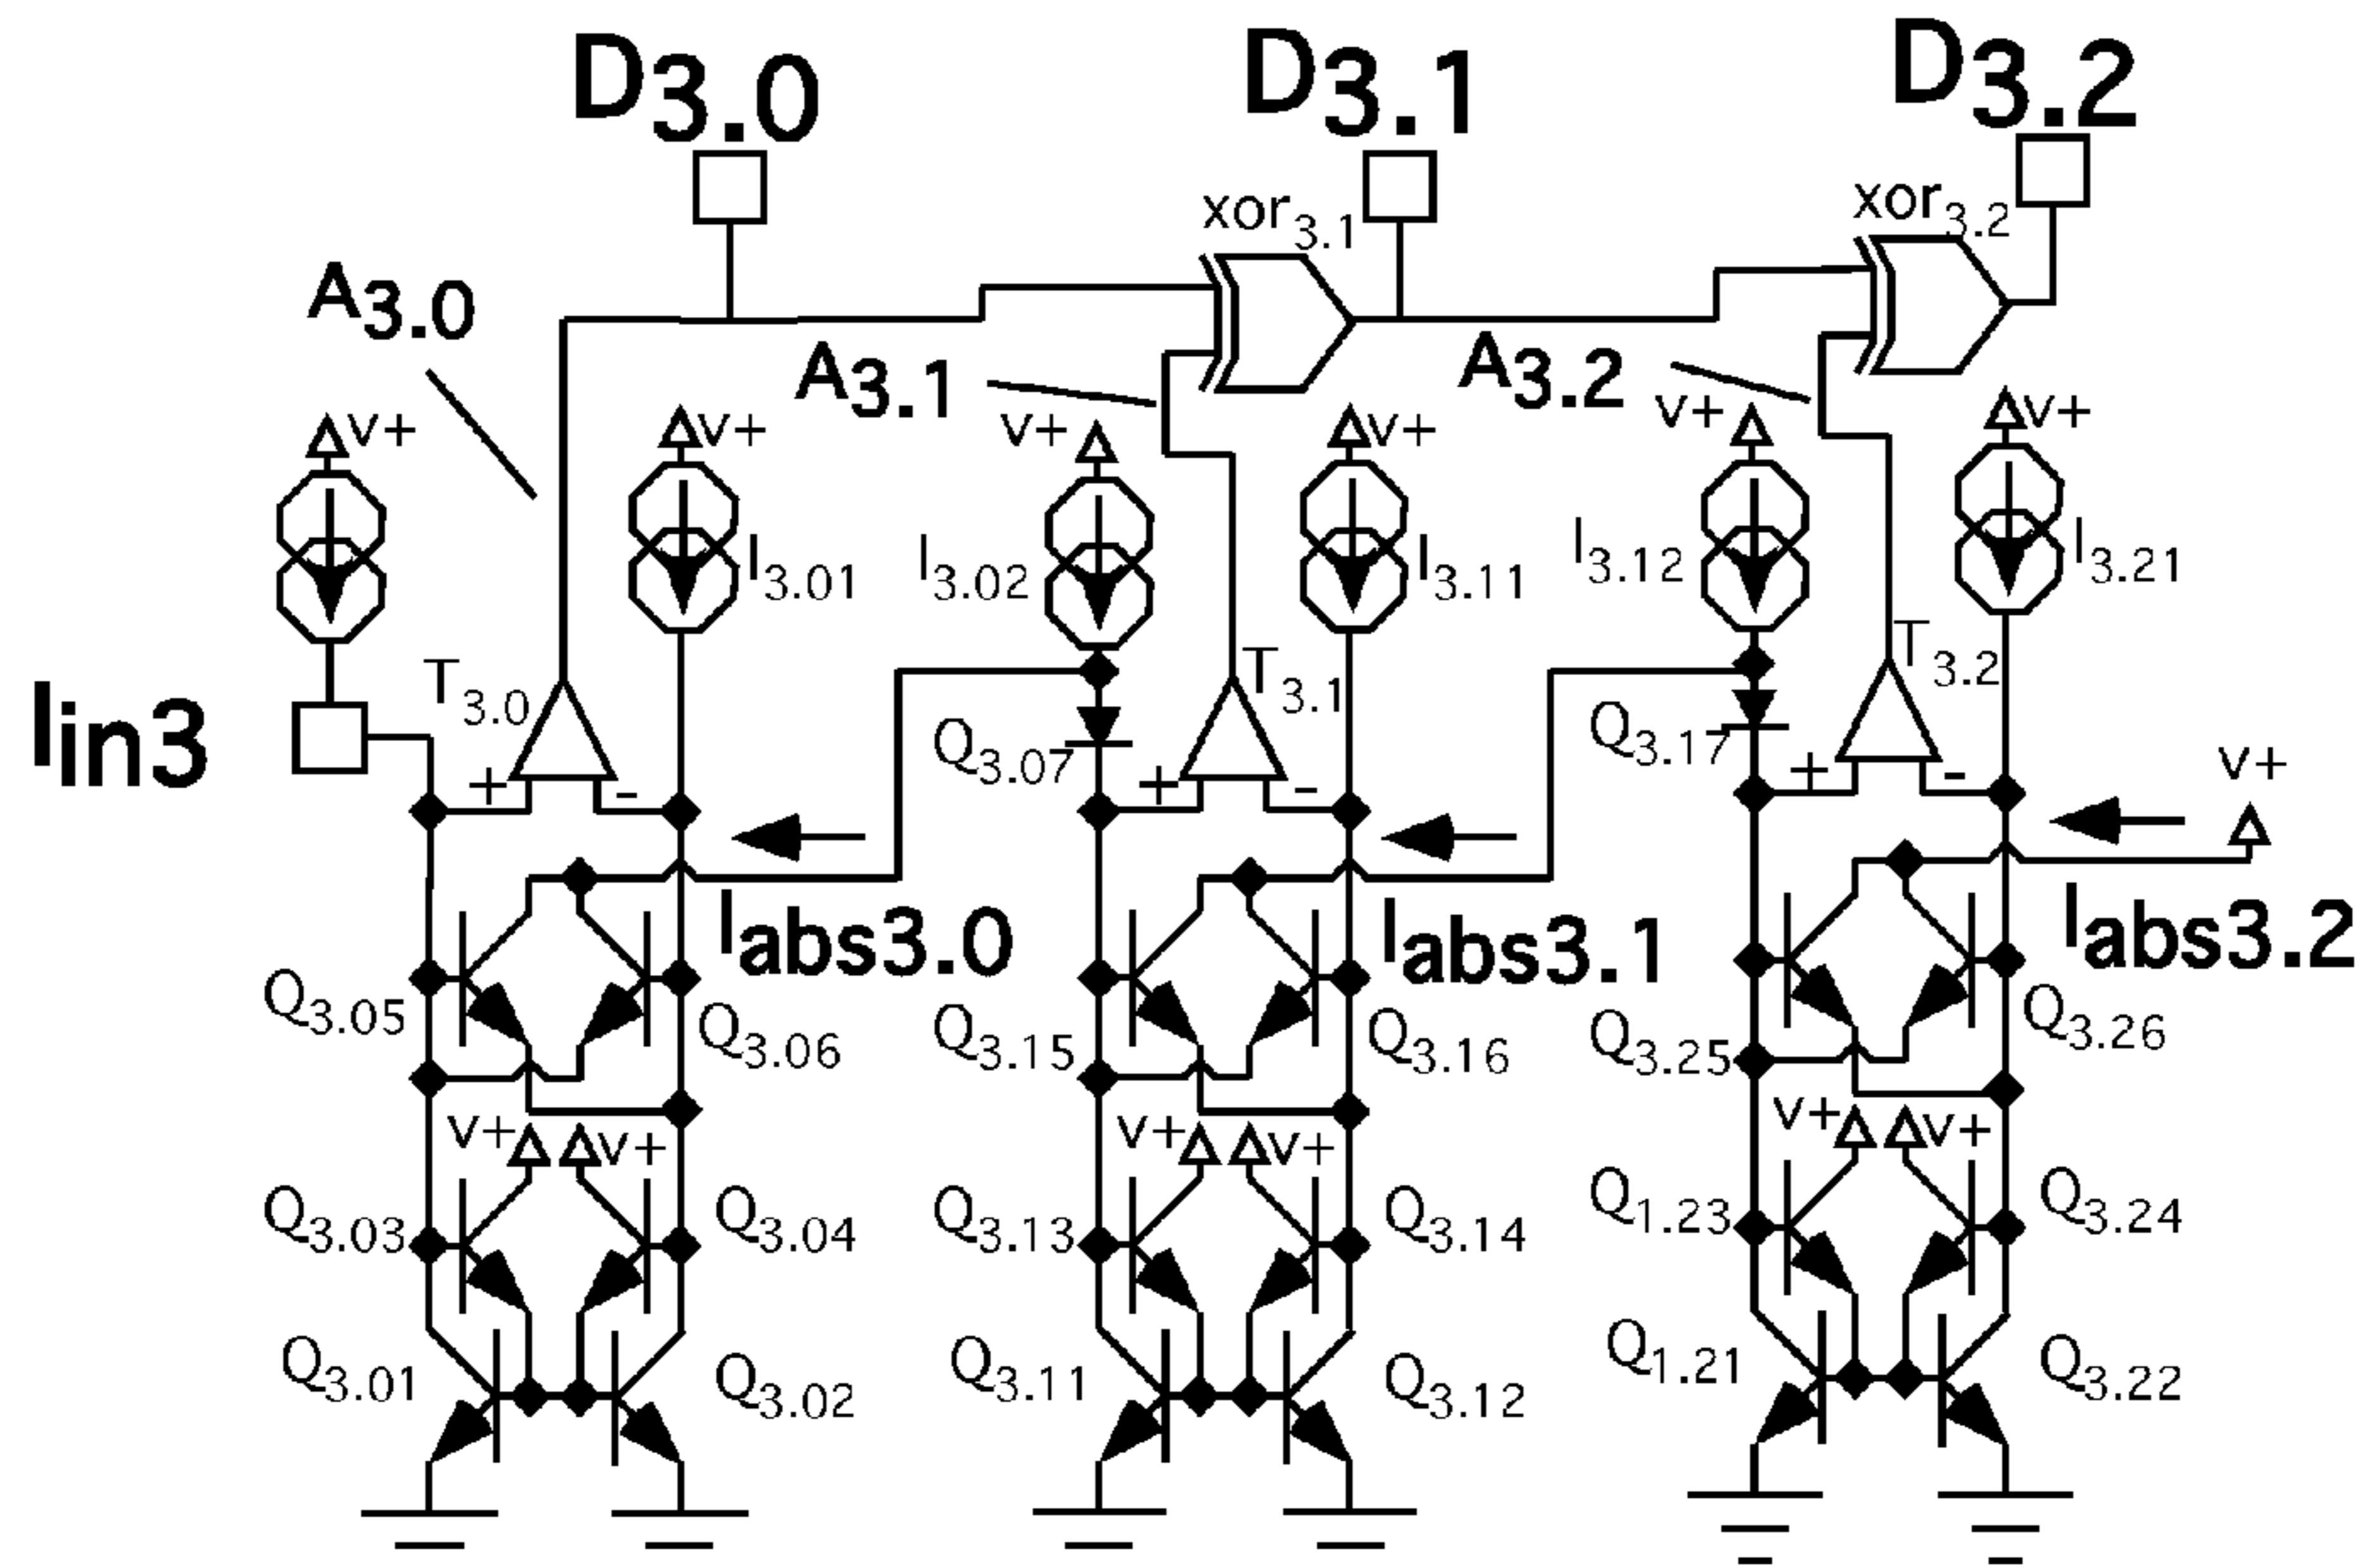 D3.0
D3.1
D3.2
xor3.1
xor3.2
A3.0
A3.1
A3.2
v+
v+
v+
v+
v+
v+
I3.01
I3.02
I3.11
I3.12
I3.21
T3.0
T3.1
T3.2
Iin3
Q3.07
Q3.17
+
-
+
-
+
-
v+
Iabs3.0
Iabs3.1
Iabs3.2
Q3.05
Q3.06
Q3.15
Q3.16
Q3.25
Q3.26
v+
v+
v+
v+
v+
v+
Q3.03
Q3.04
Q3.13
Q3.14
Q1.23
Q3.24
Q3.01
Q3.02
Q3.11
Q3.12
Q1.21
Q3.22